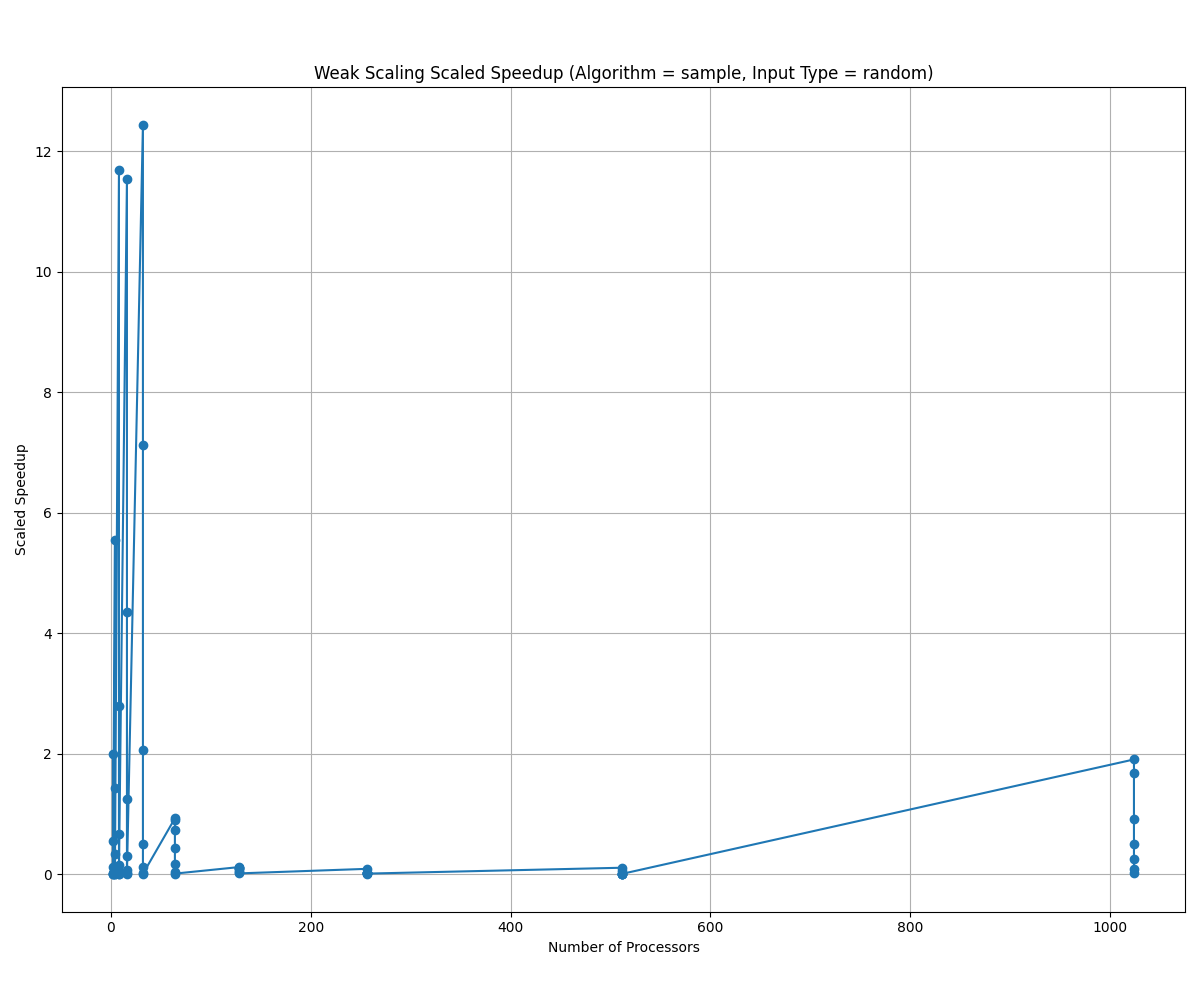 Weak Scaling Scaled Speedup (Algorithm = sample, Input Type = random)
12
10
8
6
4
2
0
Scaled Speedup
0 200 400 600 800 1000
Number of Processors